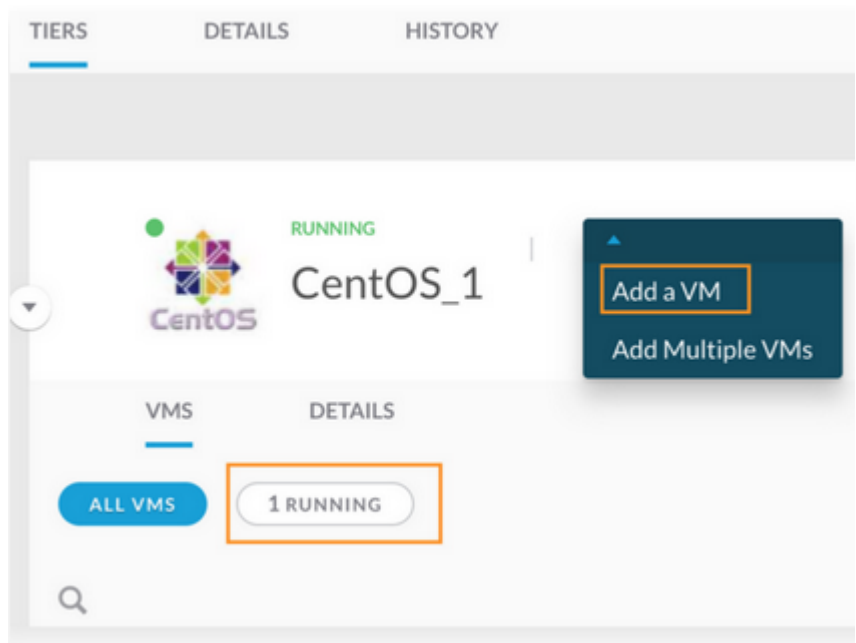 TIERS DETAILS HISTORY
RUNNING
CentOS_1
CentOS
Add a VM
Add Multiple VMs
VMS DETAILS
ALL VMS 1 RUNNING